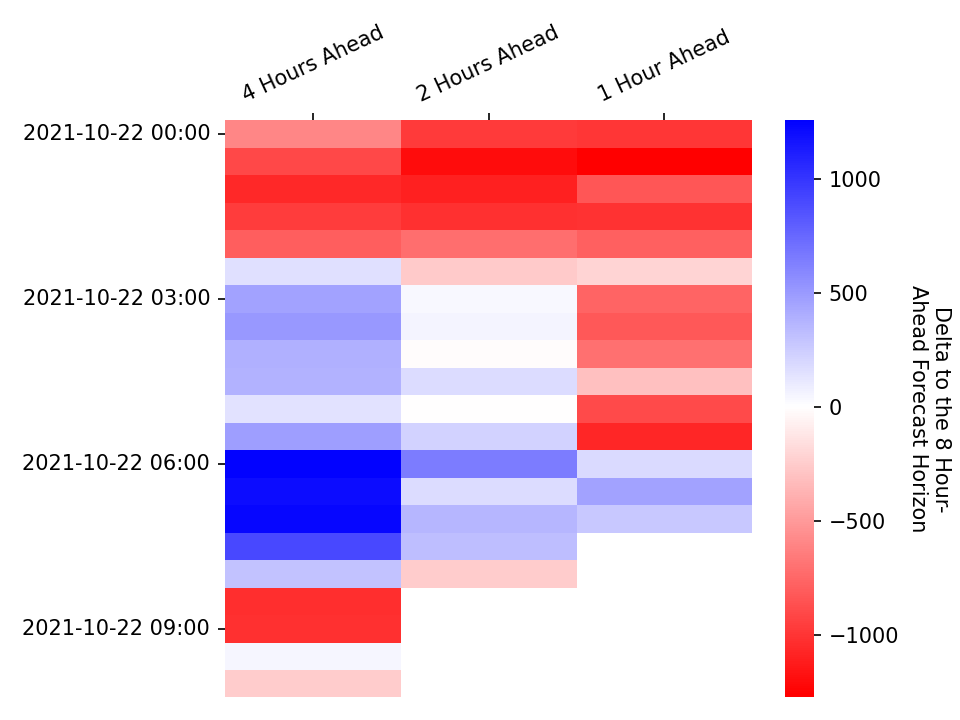 4 Hours Ahead
2 Hours Ahead
1 Hour Ahead
2021-10-22 00:00
2021-10-22 03:00
2021-10-22 06:00
2021-10-22 09:00
1000
500
0
−500
−1000
Delta to the 8 Hour-
Ahead Forecast Horizon